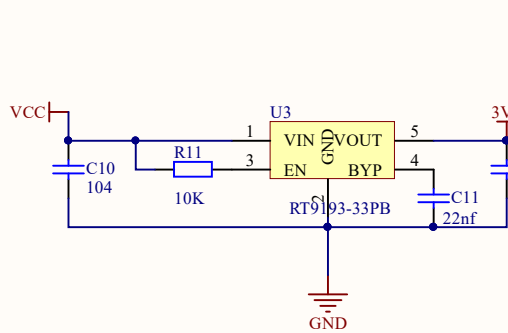 U3
VCC
3V
1
VIN
GND
VOUT
5
R11
3
EN
BYP
4
C10
104
10K
2
RT9193-33PB
C11
22nf
GND